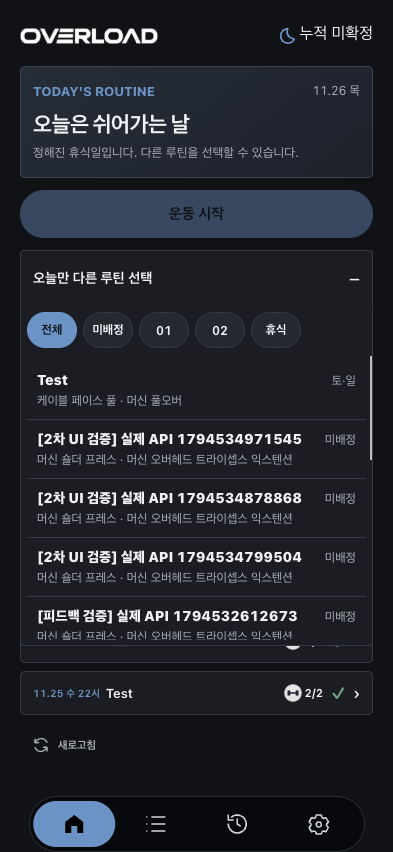 OVERLOAD
누적 미확정
TODAY'S ROUTINE
11.26 목
오늘은 쉬어가는 날
정해진 휴식일입니다. 다른 루틴을 선택할 수 있습니다.
운동 시작
오늘만 다른 루틴 선택
전체
미배정
01
02
휴식
Test
토·일
케이블 페이스 풀 · 머신 풀오버
[2차 UI 검증] 실제 API 1794534971545
미배정
머신 숄더 프레스 · 머신 오버헤드 트라이셉스 익스텐션
[2차 UI 검증] 실제 API 1794534878868
미배정
머신 숄더 프레스 · 머신 오버헤드 트라이셉스 익스텐션
[2차 UI 검증] 실제 API 1794534799504
미배정
머신 숄더 프레스 · 머신 오버헤드 트라이셉스 익스텐션
[피드백 검증] 실제 API 1794532612673
미배정
머신 숄더 프레스 · 머신 오버헤드 트라이셉스 익스텐션
11.25 수 22시 Test
2/2
새로고침